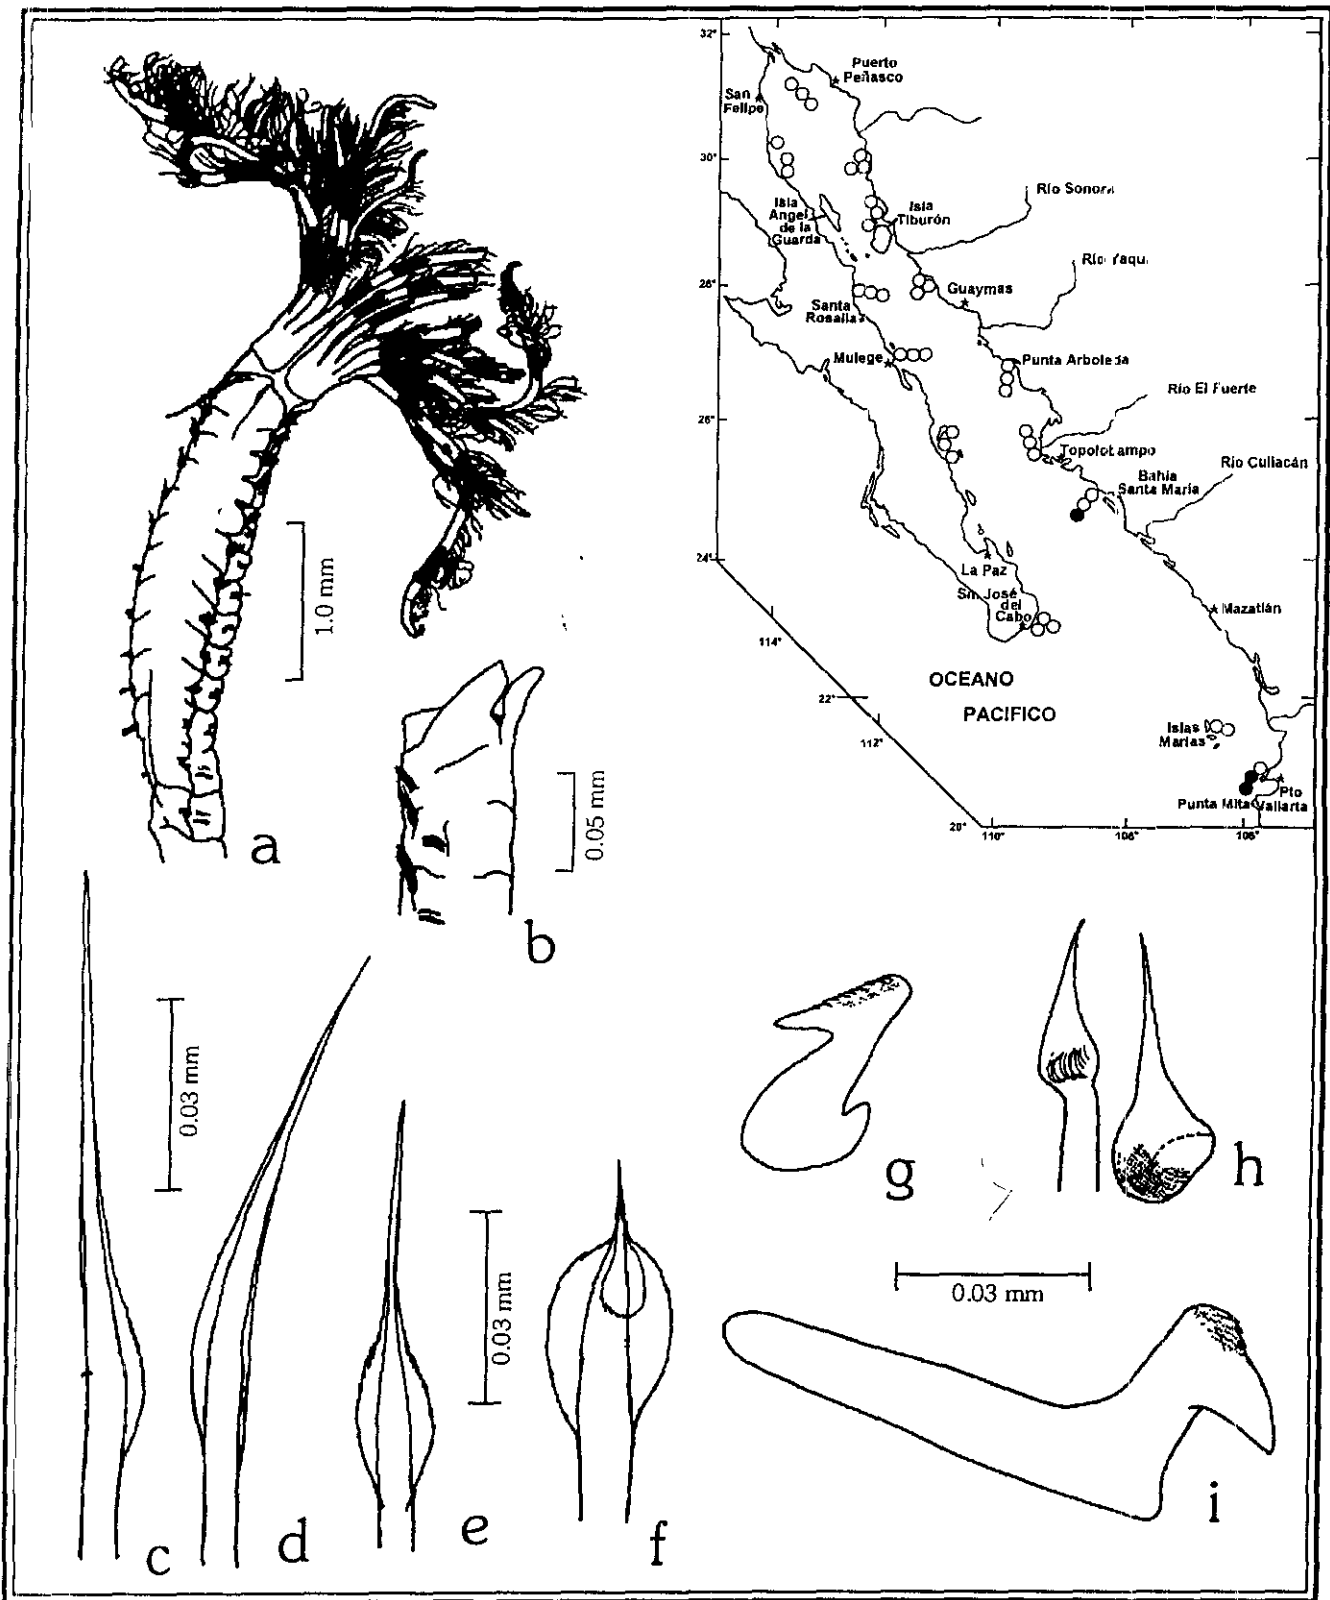 32°
Puerto
Peñasco
San
Felipe
30°
Río Sonora
Isla
Angel
de la
Guarda
Isla
Tiburón
28°
Guaymas
Santa
Rosalía
Mulege
Punta Arboleda
Río El Fuerte
26°
Topolobampo
Río Culiacán
Bahía
Santa María
24°
La Paz
Sn. José
del
Cabo
Mazatlán
114°
OCEANO
PACIFICO
22°
112°
Islas
Marías
Pto
Vallarta
Punta Mita
20°
110°
108°
106°
1.0 mm
a
0.05 mm
b
0.03 mm
c
d
0.03 mm
e
f
g
h
0.03 mm
i